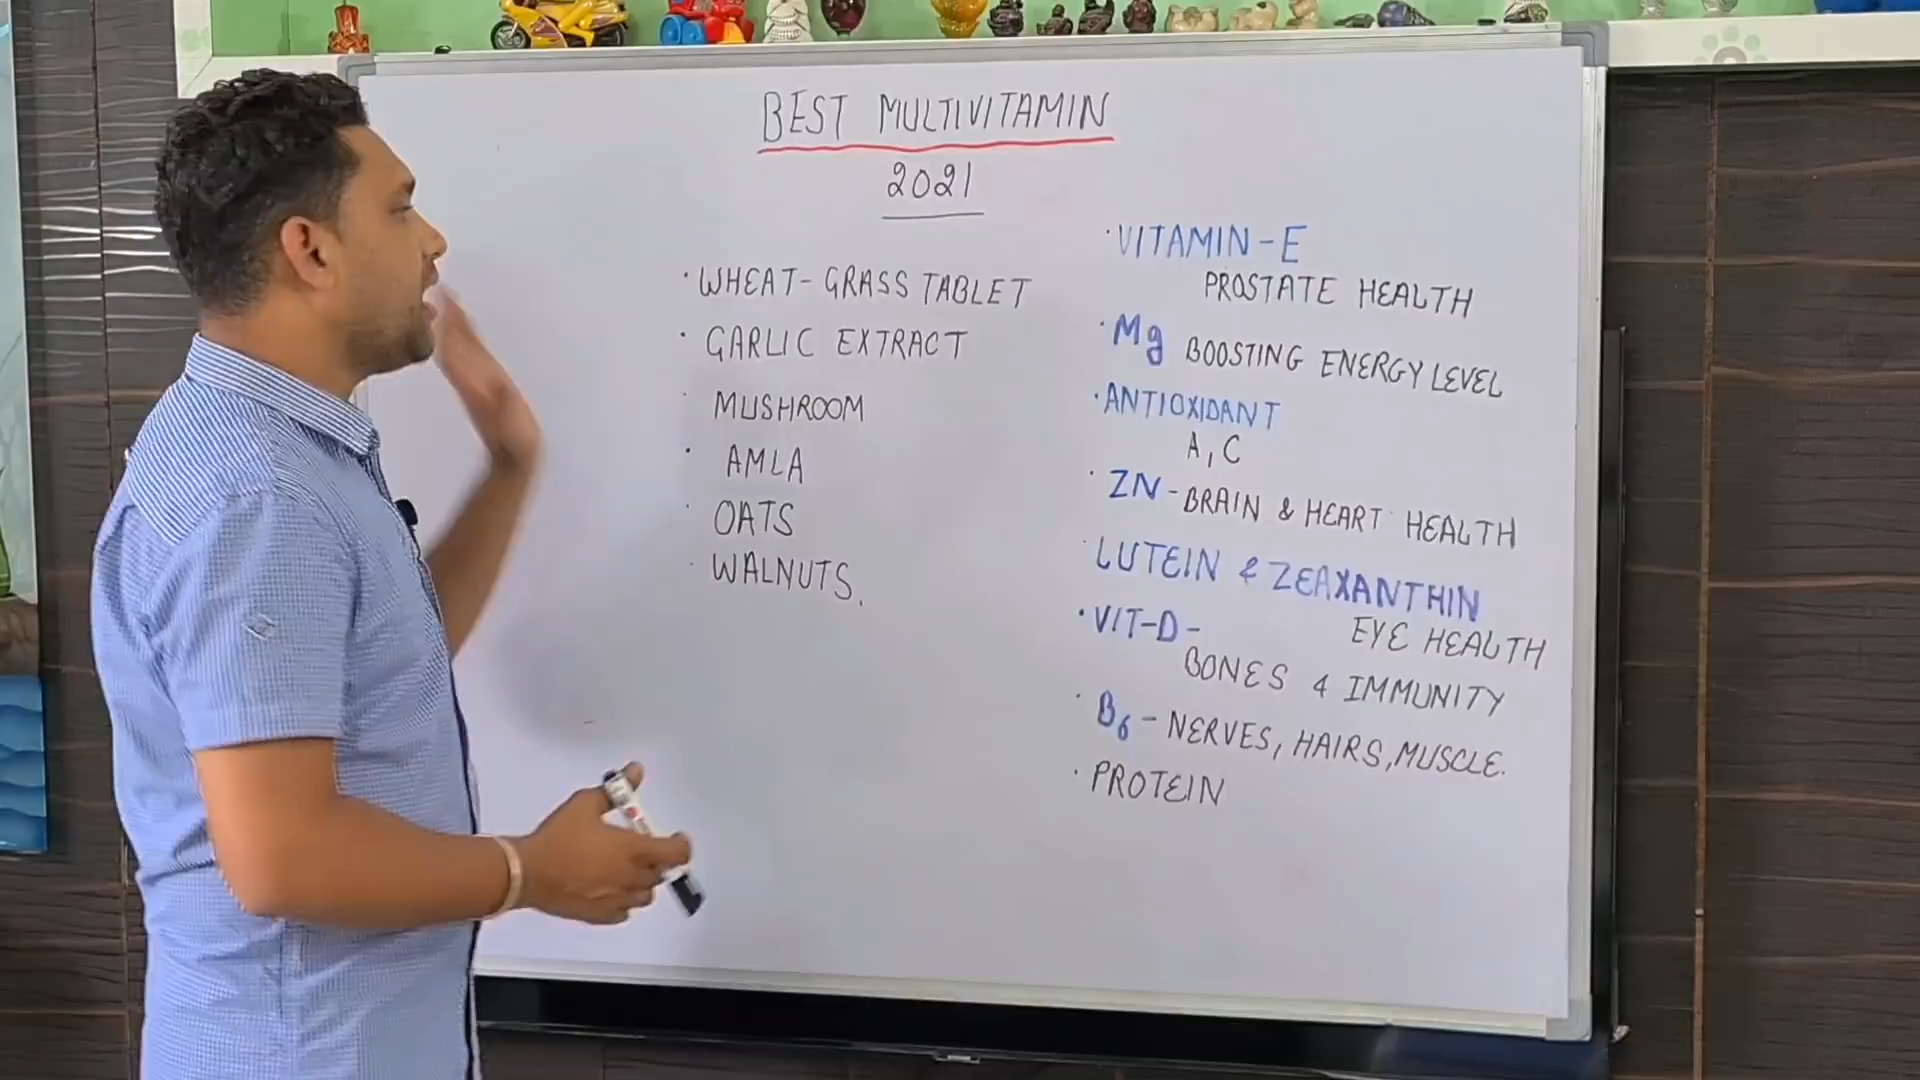 BEST MULTIVITAMIN
2021
· WHEAT-GRASS TABLET
· GARLIC EXTRACT
· MUSHROOM
· AMLA
· OATS
· WALNUTS.
· VITAMIN-E
PROSTATE HEALTH
· Mg BOOSTING ENERGY LEVEL
· ANTIOXIDANT
A, C
· ZN-BRAIN & HEART HEALTH
· LUTEIN & ZEAXANTHIN
EYE HEALTH
· VIT-D-
BONES & IMMUNITY
· B6 - NERVES, HAIRS, MUSCLE.
· PROTEIN